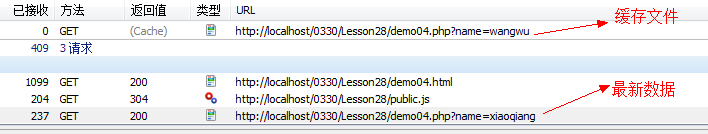 已接收 方法 返回值 类型 URL
0 GET (Cache) http://localhost/0330/Lesson28/demo04.php?name=wangwu 缓存文件
409 3 请求
1099 GET 200 http://localhost/0330/Lesson28/demo04.html
204 GET 304 http://localhost/0330/Lesson28/public.js 最新数据
237 GET 200 http://localhost/0330/Lesson28/demo04.php?name=xiaoqiang